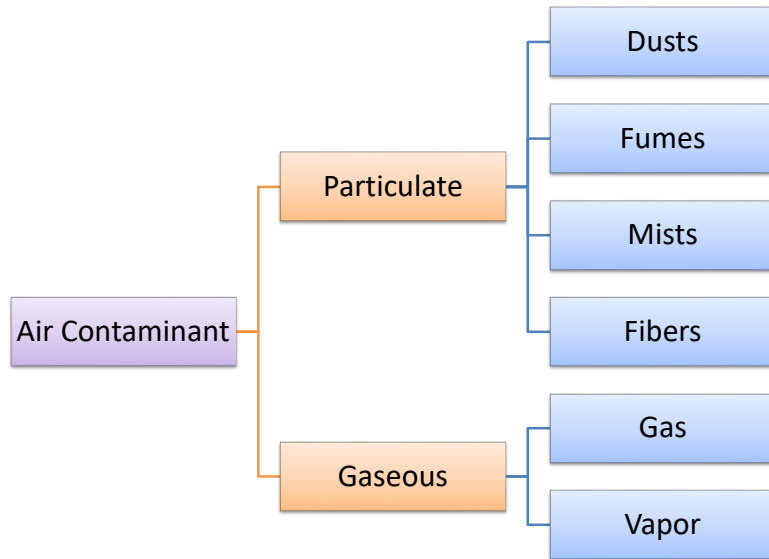 Air Contaminant
Particulate
Dusts
Fumes
Mists
Fibers
Gaseous
Gas
Vapor